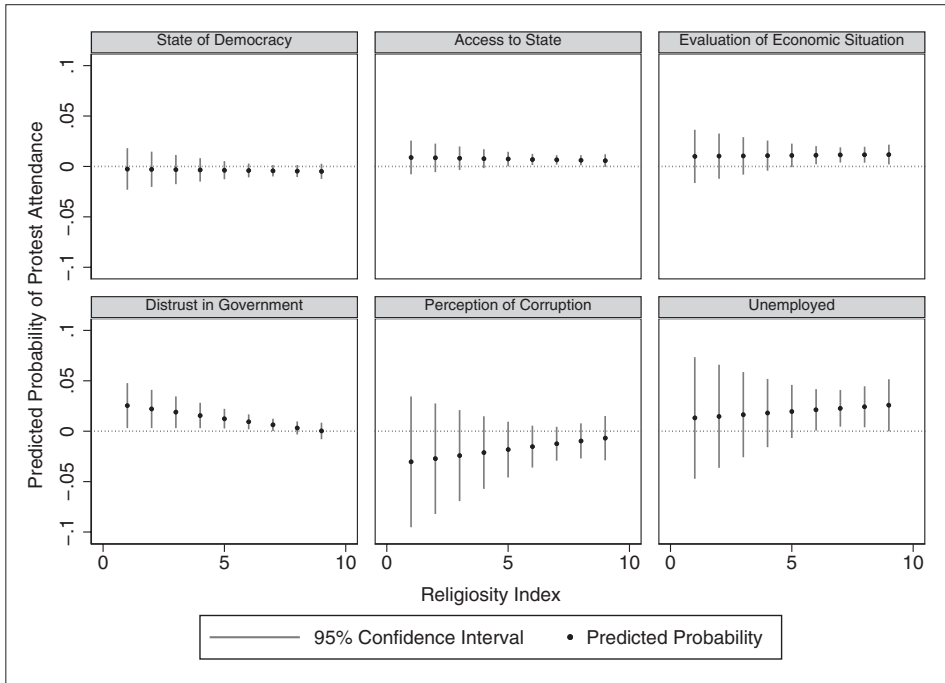 State of Democracy
Access to State
Evaluation of Economic Situation
.1
.05
0
-.05
-.1
Distrust in Government
Perception of Corruption
Unemployed
.1
.05
0
-.05
-.1
Predicted Probability of Protest Attendance
0 5 10
0 5 10
0 5 10
Religiosity Index
95% Confidence Interval
Predicted Probability